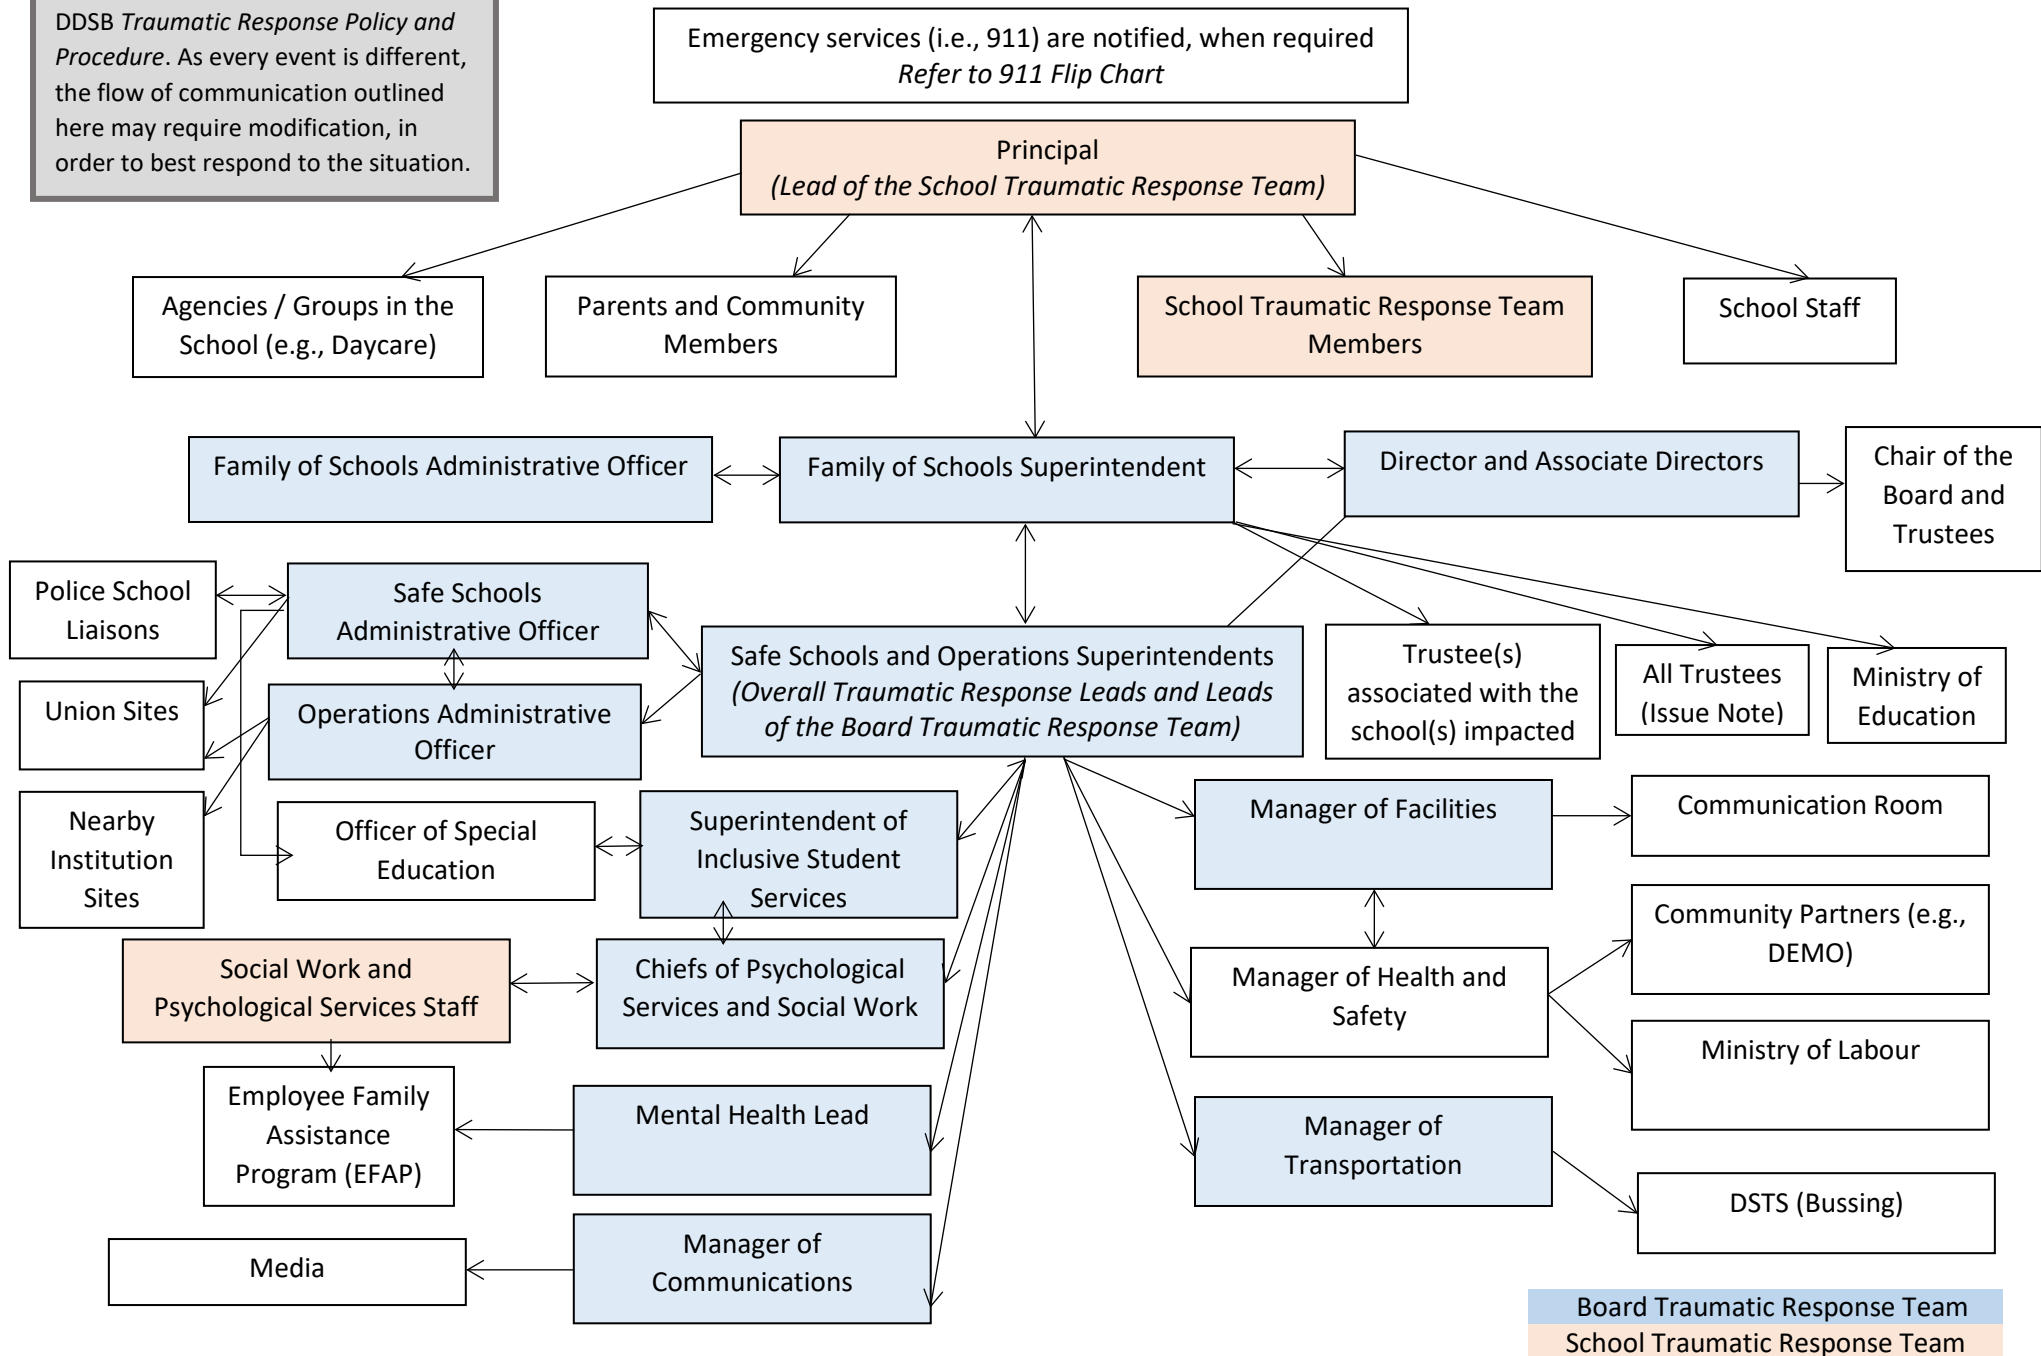 DDSB Traumatic Response Policy and
Procedure. As every event is different,
the flow of communication outlined
here may require modification, in
order to best respond to the situation.
Emergency services (i.e., 911) are notified, when required
Refer to 911 Flip Chart
Principal
(Lead of the School Traumatic Response Team)
Agencies / Groups in the
School (e.g., Daycare)
Parents and Community
Members
School Traumatic Response Team
Members
School Staff
Family of Schools Administrative Officer
Family of Schools Superintendent
Director and Associate Directors
Chair of the
Board and
Trustees
Police School
Liaisons
Safe Schools
Administrative Officer
Union Sites
Operations Administrative
Officer
Safe Schools and Operations Superintendents
(Overall Traumatic Response Leads and Leads
of the Board Traumatic Response Team)
Trustee(s)
associated with the
school(s) impacted
All Trustees
(Issue Note)
Ministry of
Education
Nearby
Institution
Sites
Officer of Special
Education
Superintendent of
Inclusive Student
Services
Manager of Facilities
Communication Room
Social Work and
Psychological Services Staff
Chiefs of Psychological
Services and Social Work
Manager of Health and
Safety
Community Partners (e.g.,
DEMO)
Ministry of Labour
Employee Family
Assistance
Program (EFAP)
Mental Health Lead
Manager of
Transportation
DSTS (Bussing)
Media
Manager of
Communications
Board Traumatic Response Team
School Traumatic Response Team